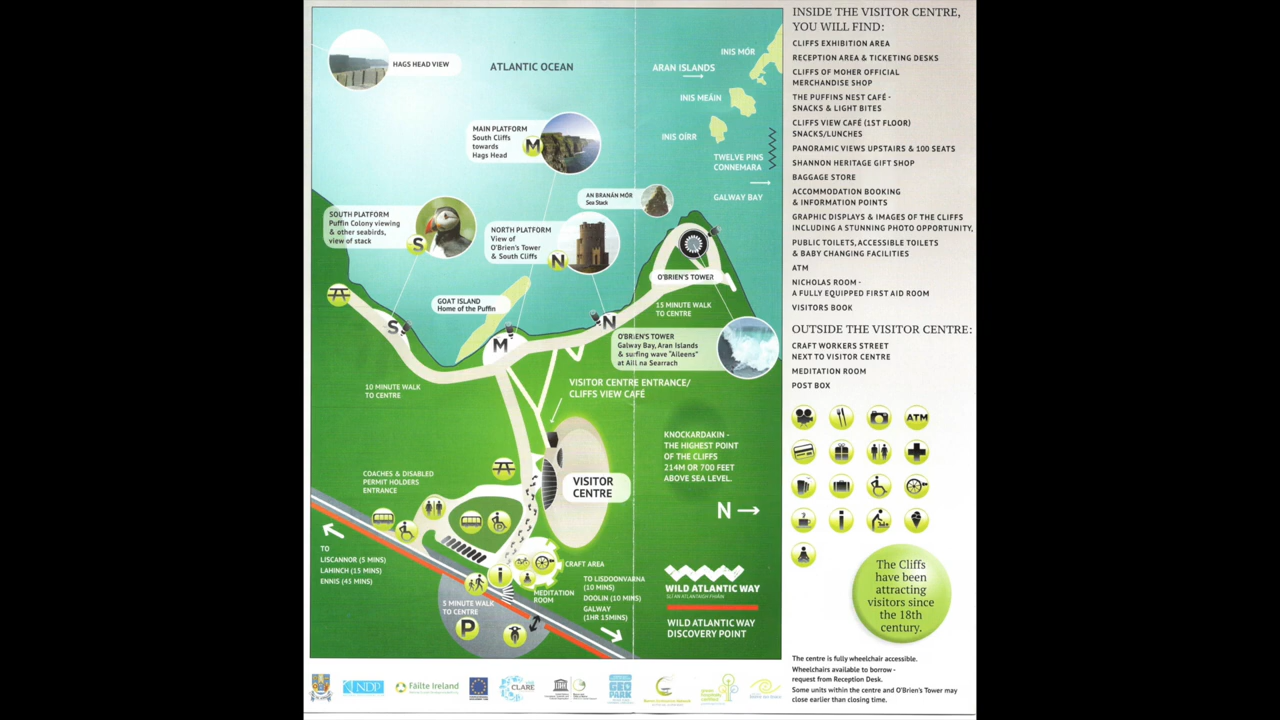 INSIDE THE VISITOR CENTRE,
YOU WILL FIND:
CLIFFS EXHIBITION AREA
RECEPTION AREA & TICKETING DESKS
CLIFFS OF MOHER OFFICIAL
MERCHANDISE SHOP
THE PUFFINS NEST CAFÉ -
SNACKS & LIGHT BITES
CLIFFS VIEW CAFÉ (1ST FLOOR)
SNACKS/LUNCHES
PANORAMIC VIEWS UPSTAIRS & 100 SEATS
SHANNON HERITAGE GIFT SHOP
BAGGAGE STORE
ACCOMMODATION BOOKING
& INFORMATION POINTS
GRAPHIC DISPLAYS & IMAGES OF THE CLIFFS
INCLUDING A STUNNING PHOTO OPPORTUNITY,
PUBLIC TOILETS, ACCESSIBLE TOILETS
& BABY CHANGING FACILITIES
ATM
NICHOLAS ROOM -
A FULLY EQUIPPED FIRST AID ROOM
VISITORS BOOK
OUTSIDE THE VISITOR CENTRE:
CRAFT WORKERS STREET
NEXT TO VISITOR CENTRE
MEDITATION ROOM
POST BOX
ATM
i
The Cliffs
have been
attracting
visitors since
the 18th
century.
The centre is fully wheelchair accessible.
Wheelchairs available to borrow -
request from Reception Desk.
Some units within the centre and O'Brien's Tower may
close earlier than closing time.
HAGS HEAD VIEW
ATLANTIC OCEAN
INIS MÓR
ARAN ISLANDS
INIS MEÁIN
INIS OÍRR
TWELVE PINS
CONNEMARA
GALWAY BAY
MAIN PLATFORM
South Cliffs
towards
Hags Head
M
AN BRANÁN MÓR
Sea Stack
SOUTH PLATFORM
Puffin Colony viewing
& other seabirds,
view of stack
S
NORTH PLATFORM
View of
O'Brien's Tower
& South Cliffs
N
O'BRIEN'S TOWER
GOAT ISLAND
Home of the Puffin
15 MINUTE WALK
TO CENTRE
S
M
N
O'BRIEN'S TOWER
Galway Bay, Aran Islands
& surfing wave "Aileens"
at Aill na Searrach
10 MINUTE WALK
TO CENTRE
VISITOR CENTRE ENTRANCE/
CLIFFS VIEW CAFÉ
KNOCKARDAKIN -
THE HIGHEST POINT
OF THE CLIFFS
214M OR 700 FEET
ABOVE SEA LEVEL.
COACHES & DISABLED
PERMIT HOLDERS
ENTRANCE
VISITOR
CENTRE
N
TO
LISCANNOR (5 MINS)
LAHINCH (15 MINS)
ENNIS (45 MINS)
CRAFT AREA
i
MEDITATION
ROOM
TO LISDOONVARNA
(10 MINS)
DOOLIN (10 MINS)
GALWAY
(1HR 15MINS)
5 MINUTE WALK
TO CENTRE
P
WILD ATLANTIC WAY
SLÍ AN ATLANTAIGH FHIÁIN
WILD ATLANTIC WAY
DISCOVERY POINT
NDP
Fáilte Ireland
CLARE
GEO
PARK